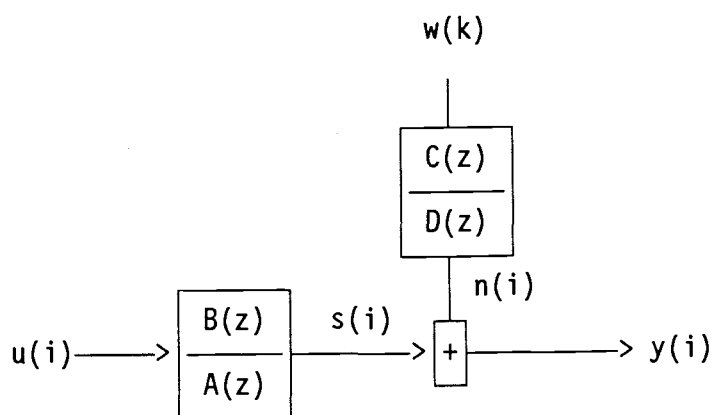 w(k)
C(z)
D(z)
n(i)
B(z)
s(i)
u(i)
+
y(i)
A(z)